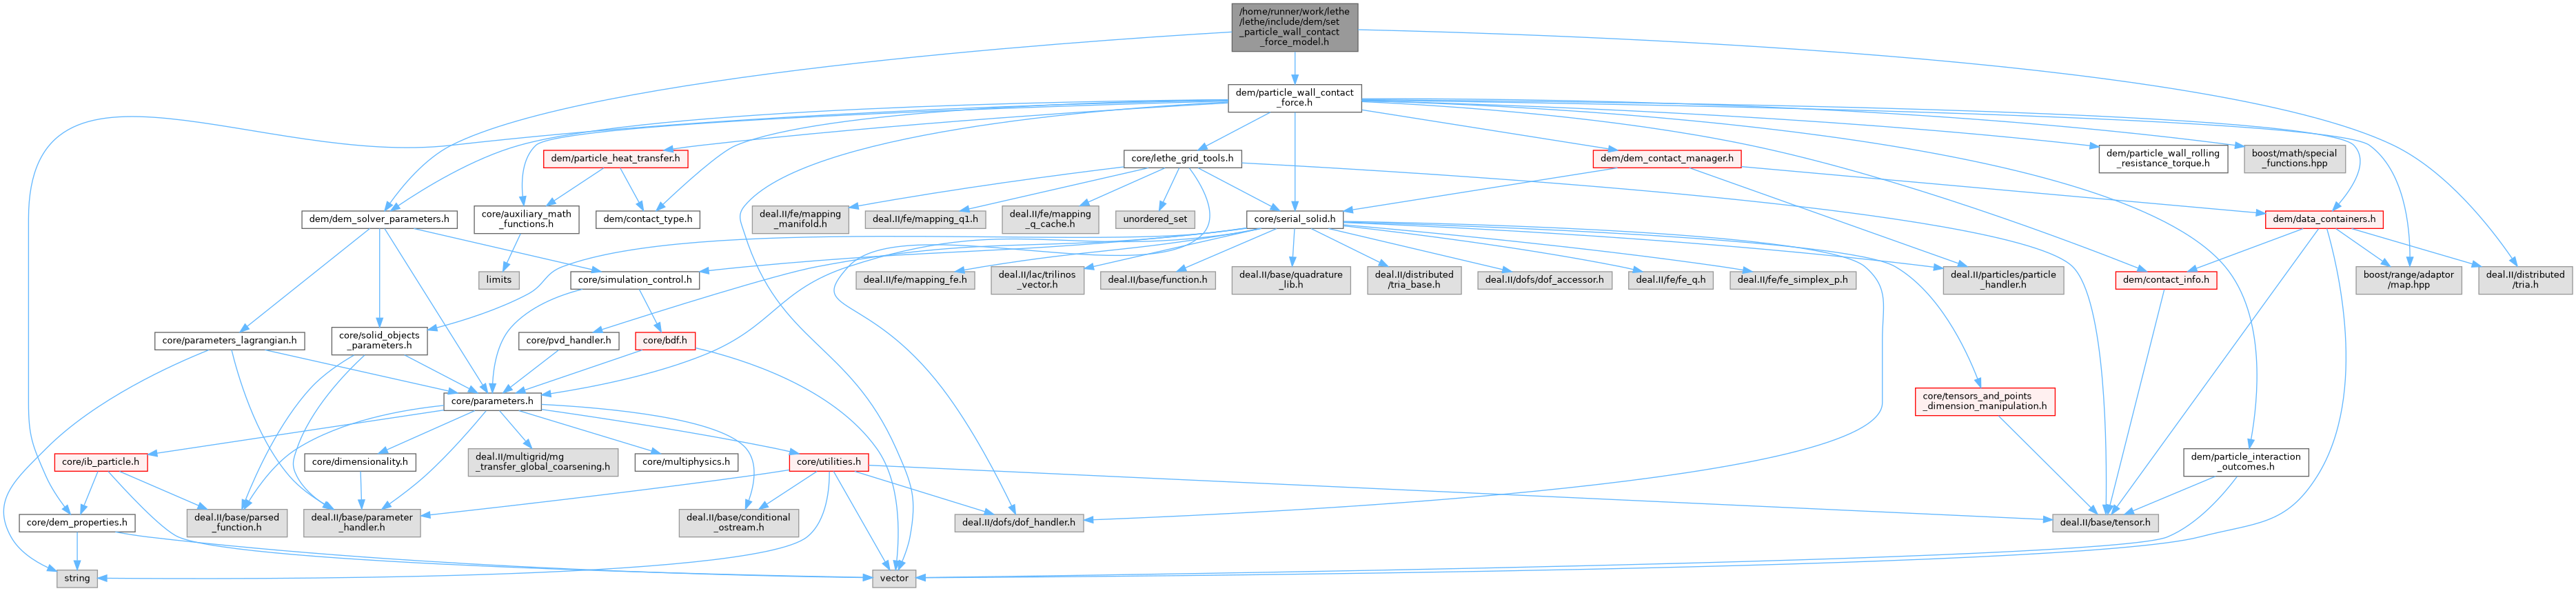 /home/runner/work/lethe
/lethe/include/dem/set
_particle_wall_contact
_force_model.h
dem/particle_wall_contact
_force.h
dem/particle_heat_transfer.h
core/lethe_grid_tools.h
dem/dem_contact_manager.h
dem/particle_wall_rolling
_resistance_torque.h
boost/math/special
_functions.hpp
dem/dem_solver_parameters.h
core/auxiliary_math
_functions.h
dem/contact_type.h
deal.II/fe/mapping
_manifold.h
deal.II/fe/mapping_q1.h
deal.II/fe/mapping
_q_cache.h
unordered_set
core/serial_solid.h
dem/data_containers.h
limits
core/simulation_control.h
deal.II/fe/mapping_fe.h
deal.II/lac/trilinos
_vector.h
deal.II/base/function.h
deal.II/base/quadrature
_lib.h
deal.II/distributed
/tria_base.h
deal.II/dofs/dof_accessor.h
deal.II/fe/fe_q.h
deal.II/fe/fe_simplex_p.h
deal.II/particles/particle
_handler.h
dem/contact_info.h
boost/range/adaptor
/map.hpp
deal.II/distributed
/tria.h
core/parameters_lagrangian.h
core/solid_objects
_parameters.h
core/pvd_handler.h
core/bdf.h
core/parameters.h
core/tensors_and_points
_dimension_manipulation.h
core/ib_particle.h
core/dimensionality.h
deal.II/multigrid/mg
_transfer_global_coarsening.h
core/multiphysics.h
core/utilities.h
dem/particle_interaction
_outcomes.h
core/dem_properties.h
deal.II/base/parsed
_function.h
deal.II/base/parameter
_handler.h
deal.II/base/conditional
_ostream.h
deal.II/dofs/dof_handler.h
deal.II/base/tensor.h
string
vector